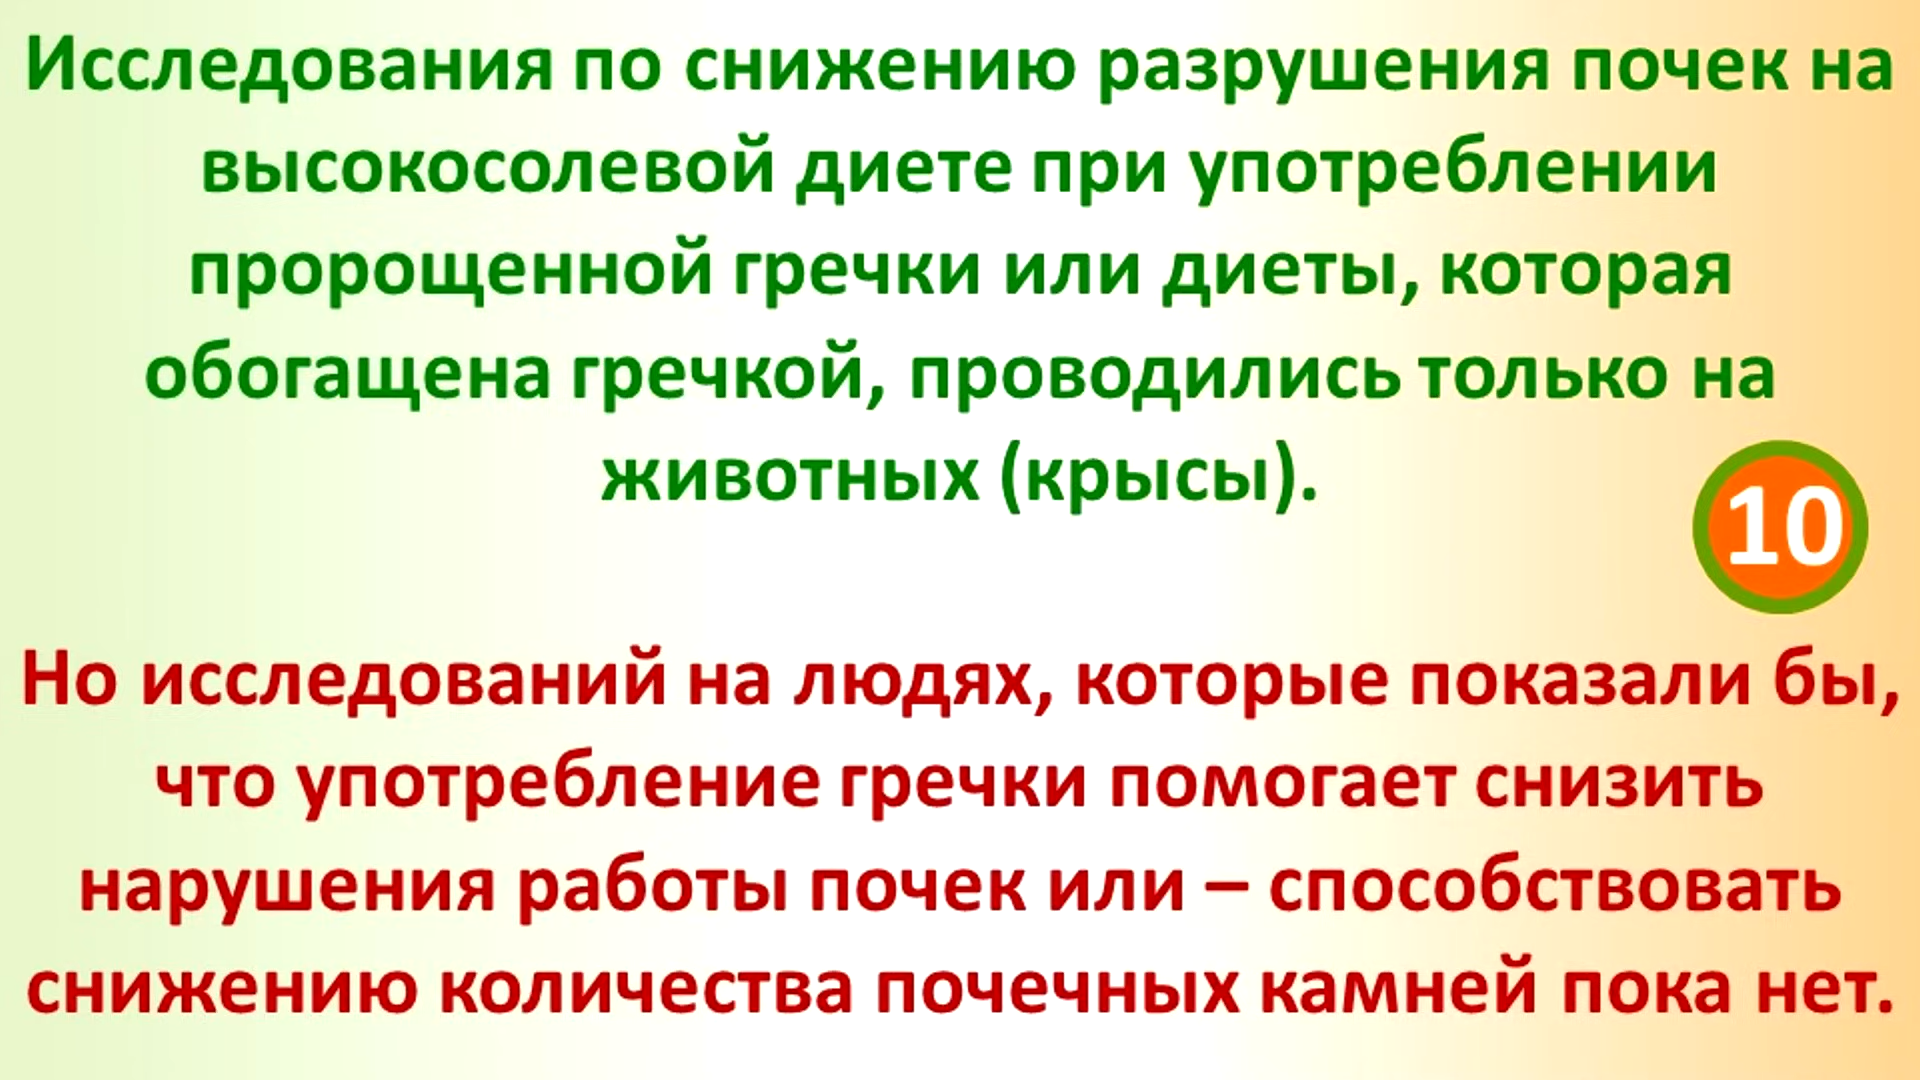 Исследования по снижению разрушения почек на
высокосолевой диете при употреблении
пророщенной гречки или диеты, которая
обогащена гречкой, проводились только на
животных (крысы).
10
Но исследований на людях, которые показали бы,
что употребление гречки помогает снизить
нарушения работы почек или – способствовать
снижению количества почечных камней пока нет.